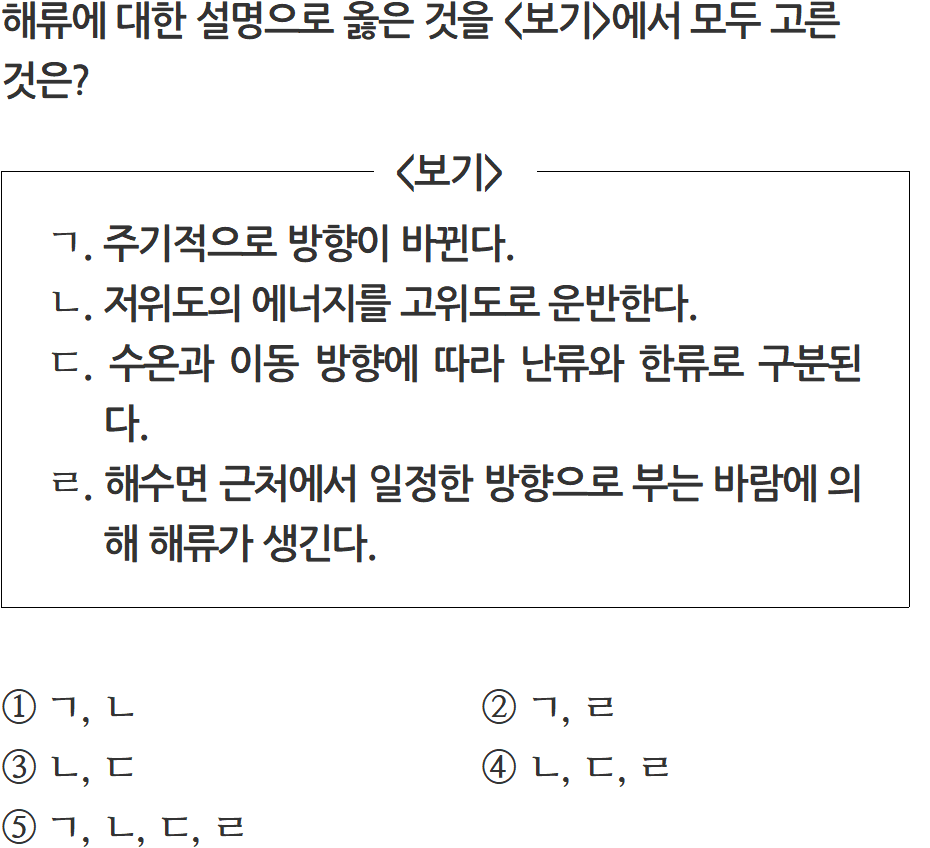 해류에 대한 설명으로 옳은 것을 <보기>에서 모두 고른
것은?
<보기>
ㄱ. 주기적으로 방향이 바뀐다.
ㄴ. 저위도의 에너지를 고위도로 운반한다.
ㄷ. 수온과 이동 방향에 따라 난류와 한류로 구분된
다.
ㄹ. 해수면 근처에서 일정한 방향으로 부는 바람에 의
해 해류가 생긴다.
① ㄱ, ㄴ ② ㄱ, ㄹ
③ ㄴ, ㄷ ④ ㄴ, ㄷ, ㄹ
⑤ ㄱ, ㄴ, ㄷ, ㄹ